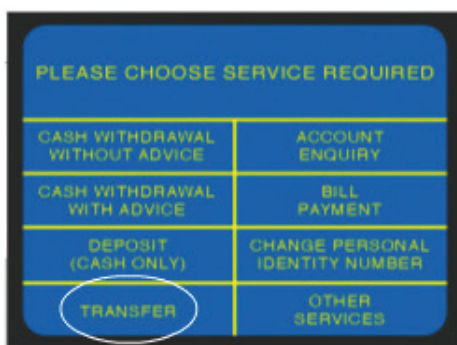 PLEASE CHOOSE SERVICE REQUIRED
CASH WITHDRAWAL
WITHOUT ADVICE
ACCOUNT
ENQUIRY
CASH WITHDRAWAL
WITH ADVICE
BILL
PAYMENT
DEPOSIT
(CASH ONLY)
CHANGE PERSONAL
IDENTITY NUMBER
TRANSFER
OTHER
SERVICES